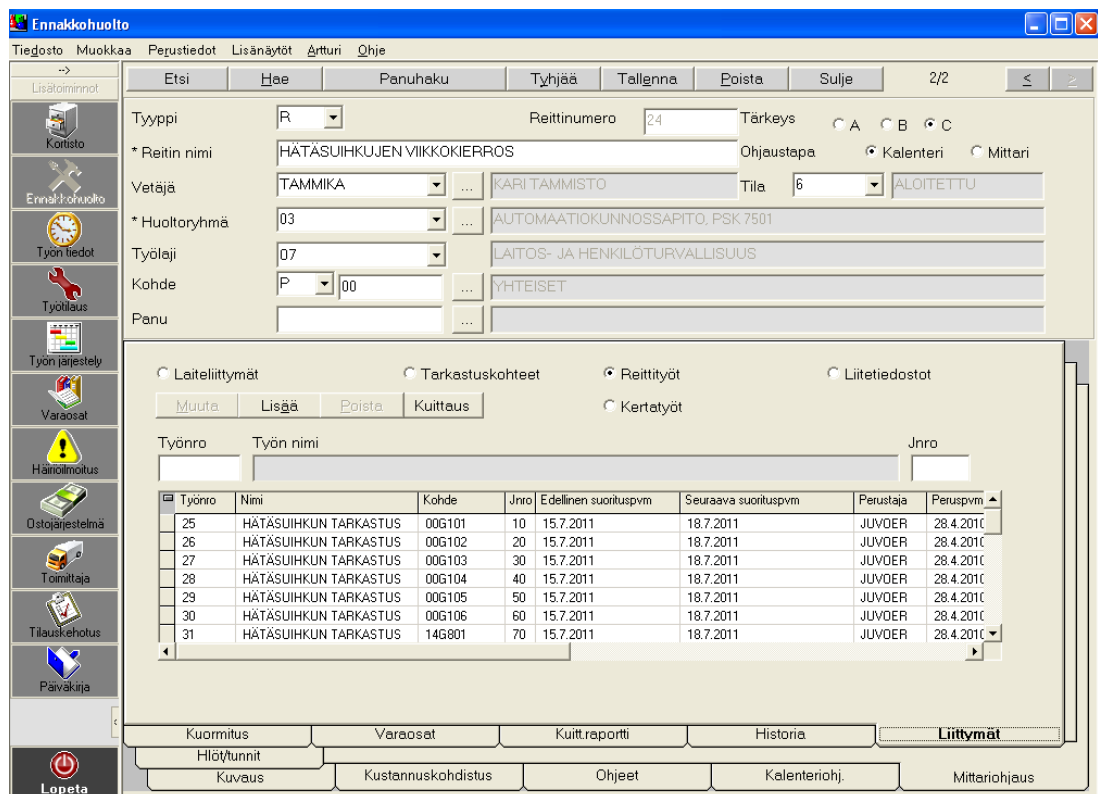 Ennakkohuolto
Tiedosto Muokkaa Perustiedot Lisänäytöt Artturi Ohje
-->
Lisätoiminnot
Kortisto
Ennakkohuolto
Työn tiedot
Työtilaus
Työn järjestely
Varaosat
Häiriöilmoitus
Ostojärjestelmä
Toimittaja
Tilauskehotus
Päiväkirja
Lopeta
Etsi Hae Panuhaku Tyhjää Tallenna Poista Sulje 2/2 < >
Tyyppi R Reittinumero 24 Tärkeys A B C
* Reitin nimi HÄTÄSUIHKUJEN VIIKKOKIERROS Ohjaustapa Kalenteri Mittari
Vetäjä TAMMIKA ... KARI TAMMISTO Tila 6 ALOITETTU
* Huoltoryhmä 03 ... AUTOMAATIOKUNNOSSAPITO, PSK 7501
Työlaji 07 LAITOS- JA HENKILÖTURVALLISUUS
Kohde P 00 ... YHTEISET
Panu ...
Laiteliittymät Tarkastuskohteet Reittityöt Liitetiedostot
Muuta Lisää Poista Kuittaus Kertatyöt
Työnro Työn nimi Jnro
Työnro Nimi Kohde Jnro Edellinen suorituspvm Seuraava suorituspvm Perustaja Peruspvm
25 HÄTÄSUIHKUN TARKASTUS 00G101 10 15.7.2011 18.7.2011 JUVOER 28.4.2010
26 HÄTÄSUIHKUN TARKASTUS 00G102 20 15.7.2011 18.7.2011 JUVOER 28.4.2010
27 HÄTÄSUIHKUN TARKASTUS 00G103 30 15.7.2011 18.7.2011 JUVOER 28.4.2010
28 HÄTÄSUIHKUN TARKASTUS 00G104 40 15.7.2011 18.7.2011 JUVOER 28.4.2010
29 HÄTÄSUIHKUN TARKASTUS 00G105 50 15.7.2011 18.7.2011 JUVOER 28.4.2010
30 HÄTÄSUIHKUN TARKASTUS 00G106 60 15.7.2011 18.7.2011 JUVOER 28.4.2010
31 HÄTÄSUIHKUN TARKASTUS 14G801 70 15.7.2011 18.7.2011 JUVOER 28.4.2010
Kuormitus Varaosat Kuitt.raportti Historia Liittymät
Hlöt/tunnit
Kuvaus Kustannuskohdistus Ohjeet Kalenteriohj. Mittariohjaus